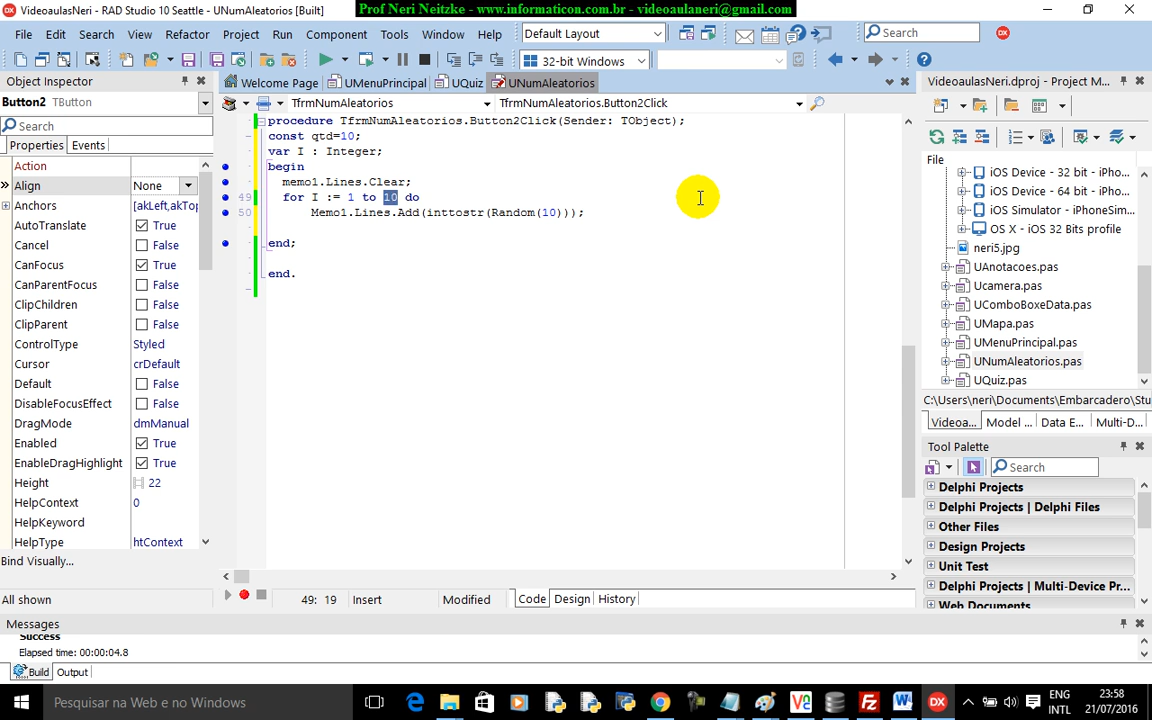 Prof Neri Neitzke - www.informaticon.com.br - videoaulaneri@gmail.com
VideoaulasNeri - RAD Studio 10 Seattle - UNumAleatorios [Built]
File Edit Search View Refactor Project Run Component Tools Window Help
Default Layout
Search
32-bit Windows
Object Inspector
Button2 TButton
Search
Properties Events
Action
Align None
Anchors [akLeft,akTop
AutoTranslate True
Cancel False
CanFocus True
CanParentFocus False
ClipChildren False
ClipParent False
ControlType Styled
Cursor crDefault
Default False
DisableFocusEffect False
DragMode dmManual
Enabled True
EnableDragHighlight True
Height 22
HelpContext 0
HelpKeyword
HelpType htContext
Bind Visually...
All shown
Welcome Page UMenuPrincipal UQuiz UNumAleatorios
TfrmNumAleatorios TfrmNumAleatorios.Button2Click
procedure TfrmNumAleatorios.Button2Click(Sender: TObject);
const qtd=10;
var I : Integer;
begin
memo1.Lines.Clear;
49 for I := 1 to 10 do
50 Memo1.Lines.Add(inttostr(Random(10)));
end;
end.
49: 19 Insert Modified Code Design History
VideoaulasNeri.dproj - Project M...
File
iOS Device - 32 bit - iPho...
iOS Device - 64 bit - iPho...
iOS Simulator - iPhoneSim...
OS X - iOS 32 Bits profile
neri5.jpg
UAnotacoes.pas
Ucamera.pas
UComboBoxeData.pas
UMapa.pas
UMenuPrincipal.pas
UNumAleatorios.pas
UQuiz.pas
C:\Users\neri\Documents\Embarcadero\Stu
Videoa... Model ... Data E... Multi-D...
Tool Palette
Search
Delphi Projects
Delphi Projects | Delphi Files
Other Files
Design Projects
Unit Test
Delphi Projects | Multi-Device Pr...
Web Documents
Messages
Success
Elapsed time: 00:00:04.8
Build Output
Pesquisar na Web e no Windows
ENG
INTL
23:58
21/07/2016